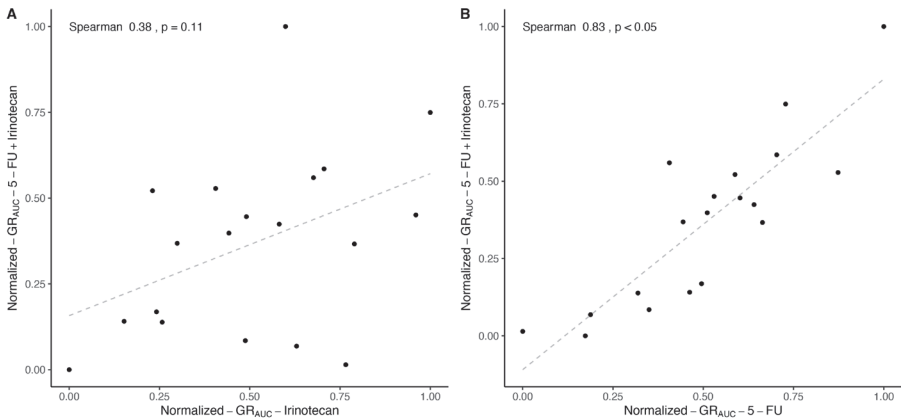 A
Spearman 0.38 , p = 0.11
1.00
0.75
0.50
0.25
0.00
Normalized – GRAUC – 5 – FU + Irinotecan
0.00 0.25 0.50 0.75 1.00
Normalized – GRAUC – Irinotecan
B
Spearman 0.83 , p < 0.05
1.00
0.75
0.50
0.25
0.00
Normalized – GRAUC – 5 – FU + Irinotecan
0.00 0.25 0.50 0.75 1.00
Normalized – GRAUC – 5 – FU